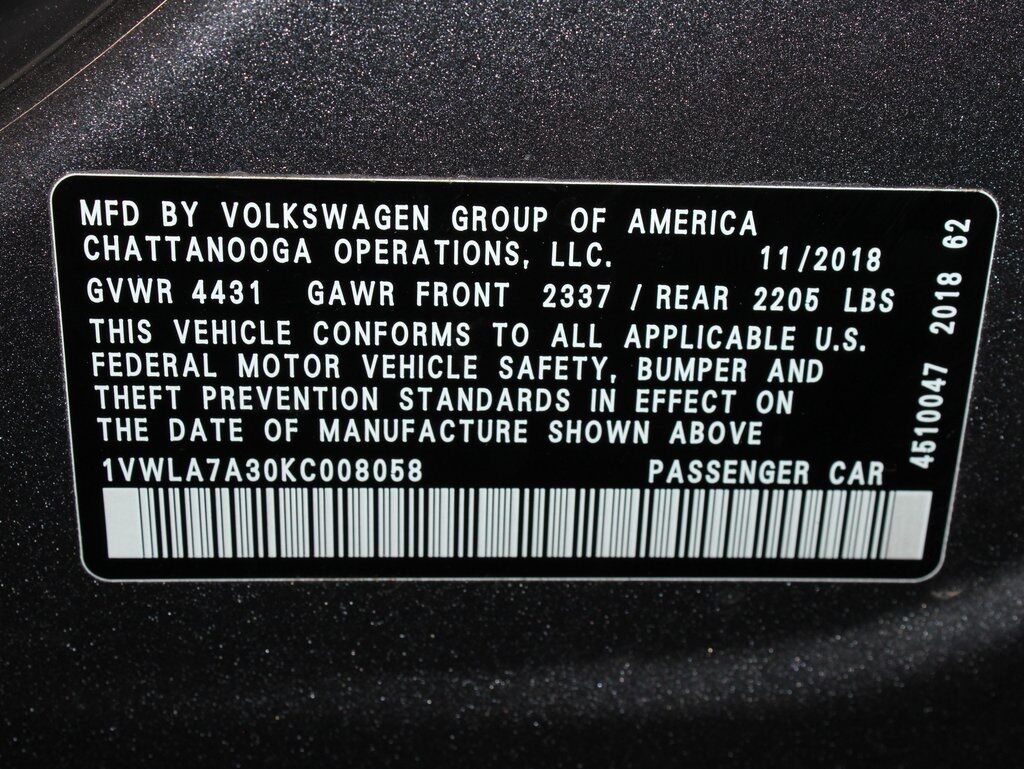 MFD BY VOLKSWAGEN GROUP OF AMERICA
CHATTANOOGA OPERATIONS, LLC. 11/2018
GVWR 4431 GAWR FRONT 2337 / REAR 2205 LBS
THIS VEHICLE CONFORMS TO ALL APPLICABLE U.S.
FEDERAL MOTOR VEHICLE SAFETY, BUMPER AND
THEFT PREVENTION STANDARDS IN EFFECT ON
THE DATE OF MANUFACTURE SHOWN ABOVE
1VWLA7A30KC008058 PASSENGER CAR
4510047 2018 62